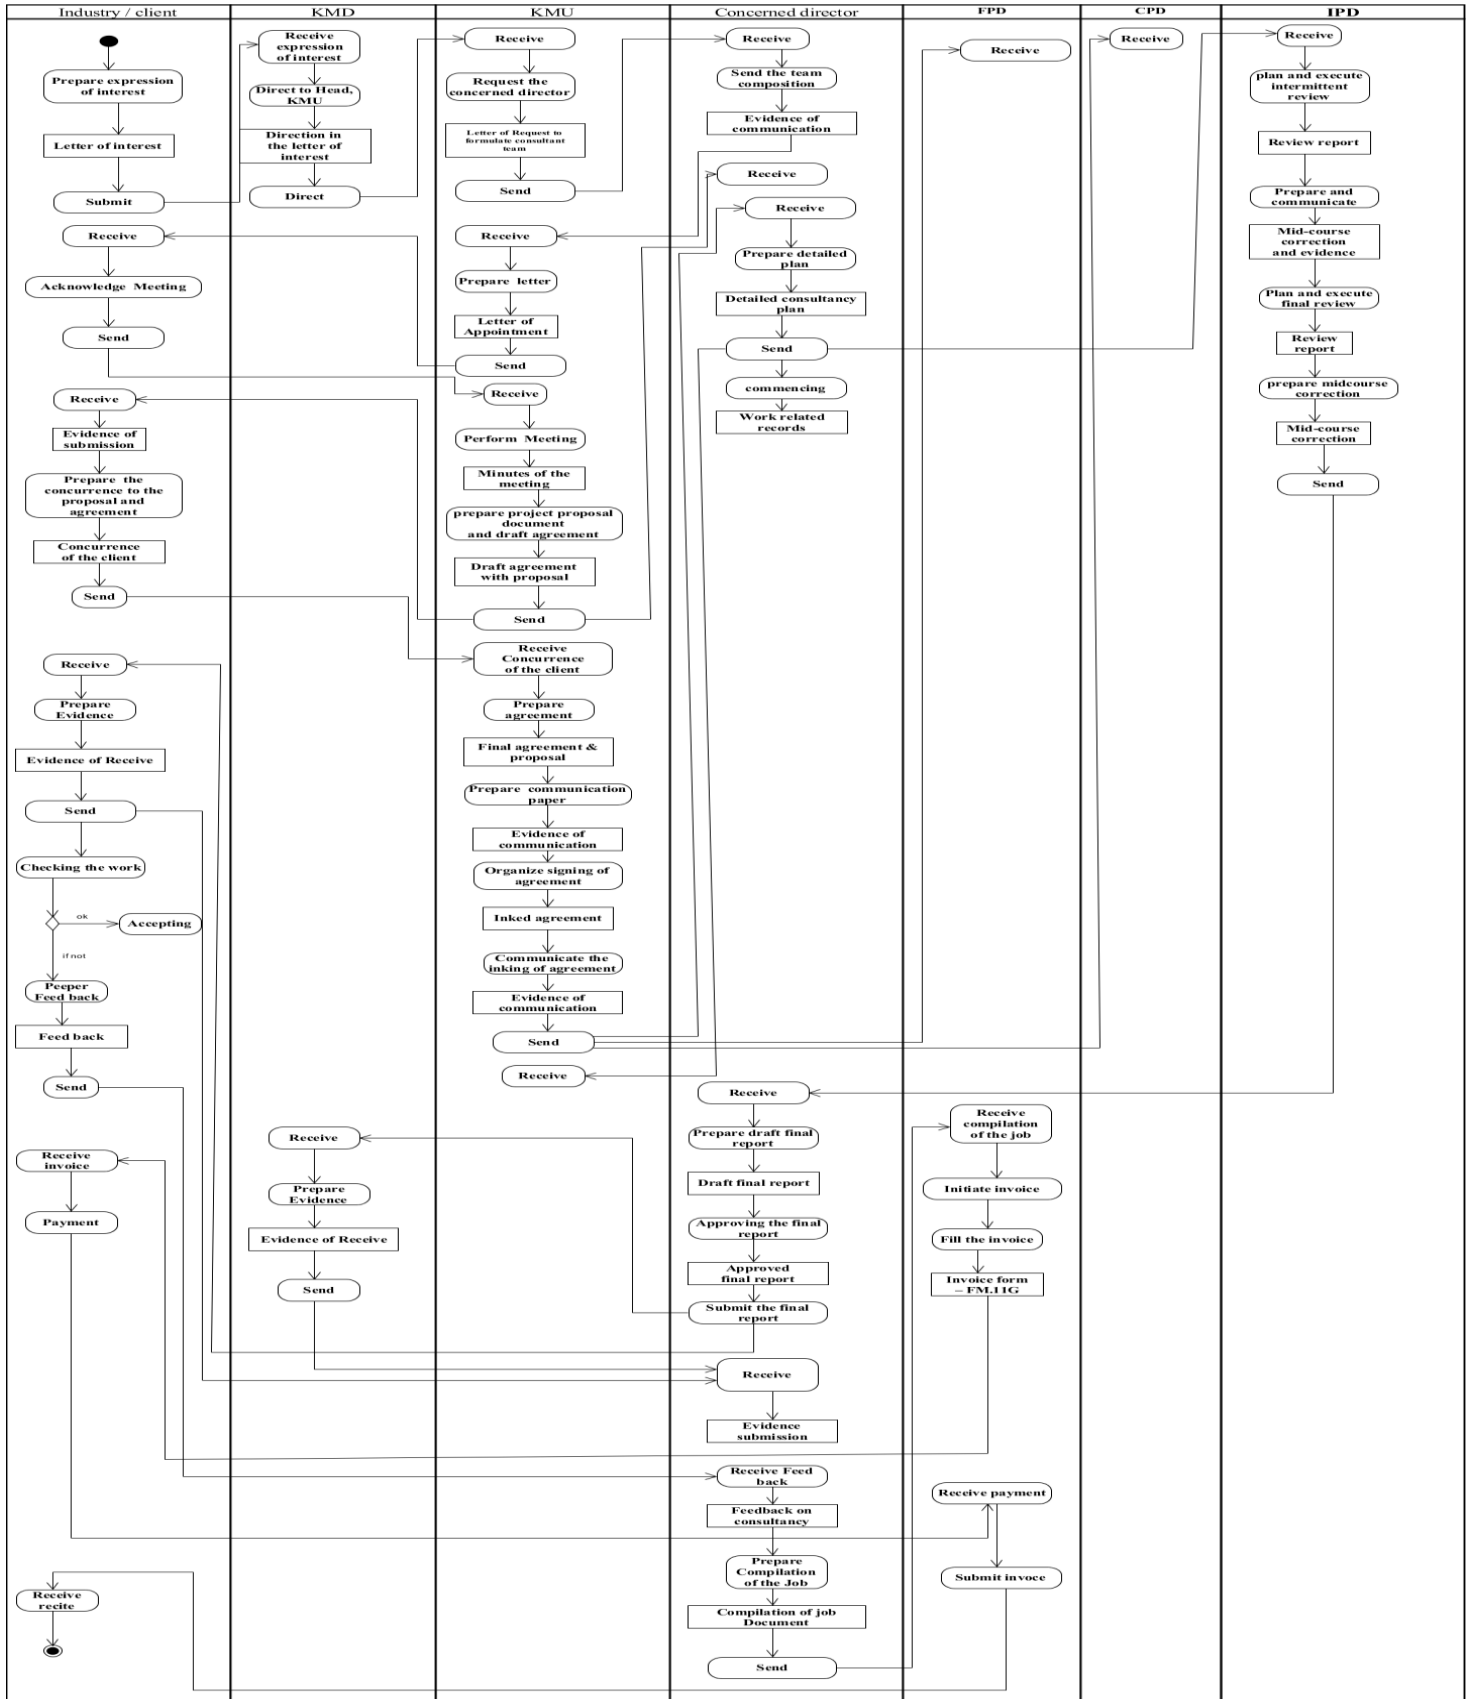 Industry / client
KMD
KMU
Concerned director
FPD
CPD
IPD
Prepare expression
of interest
Letter of interest
Submit
Receive
Acknowledge Meeting
Send
Receive
Evidence of
submission
Prepare the
concurrence to the
proposal and
agreement
Concurrence
of the client
Send
Receive
Prepare
Evidence
Evidence of Receive
Send
Checking the work
ok
Accepting
if not
Peeper
Feed back
Feed back
Send
Receive
invoice
Payment
Receive
recite
Receive
expression
of interest
Direct to Head,
KMU
Direction in
the letter of
interest
Direct
Receive
Prepare
Evidence
Evidence of Receive
Send
Receive
Request the
concerned director
Letter of Request to
formulate consultant
team
Send
Receive
Prepare letter
Letter of
Appointment
Send
Receive
Perform Meeting
Minutes of the
meeting
prepare project proposal
document
and draft agreement
Draft agreement
with proposal
Send
Receive
Concurrence
of the client
Prepare
agreement
Final agreement &
proposal
Prepare communication
paper
Evidence of
communication
Organize signing of
agreement
Inked agreement
Communicate the
inking of agreement
Evidence of
communication
Send
Receive
Receive
Send the team
composition
Evidence of
communication
Receive
Receive
Prepare detailed
plan
Detailed consultancy
plan
Send
commencing
Work related
records
Receive
Prepare draft final
report
Draft final report
Approving the final
report
Approved
final report
Submit the final
report
Receive
Evidence
submission
Receive Feed
back
Feedback on
consultancy
Prepare
Compilation
of the Job
Compilation of job
Document
Send
Receive
Receive
compilation
of the job
Initiate invoice
Fill the invoice
Invoice form
– FM.11G
Receive payment
Submit invoce
Receive
Receive
plan and execute
intermittent
review
Review report
Prepare and
communicate
Mid-course
correction
and evidence
Plan and execute
final review
Review
report
prepare midcourse
correction
Mid-course
correction
Send